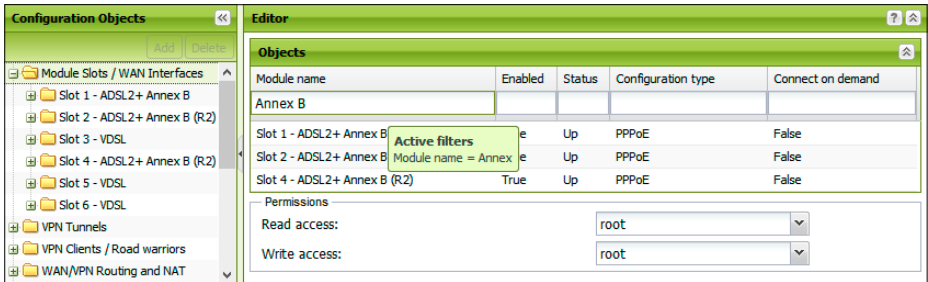 Configuration Objects
Add Delete
Module Slots / WAN Interfaces
Slot 1 - ADSL2+ Annex B
Slot 2 - ADSL2+ Annex B (R2)
Slot 3 - VDSL
Slot 4 - ADSL2+ Annex B (R2)
Slot 5 - VDSL
Slot 6 - VDSL
VPN Tunnels
VPN Clients / Road warriors
WAN/VPN Routing and NAT
Editor
?
Objects
Module name Enabled Status Configuration type Connect on demand
Annex B
Slot 1 - ADSL2+ Annex B e Up PPPoE False
Slot 2 - ADSL2+ Annex B (R2) e Up PPPoE False
Slot 4 - ADSL2+ Annex B (R2) True Up PPPoE False
Active filters
Module name = Annex
Permissions
Read access: root
Write access: root